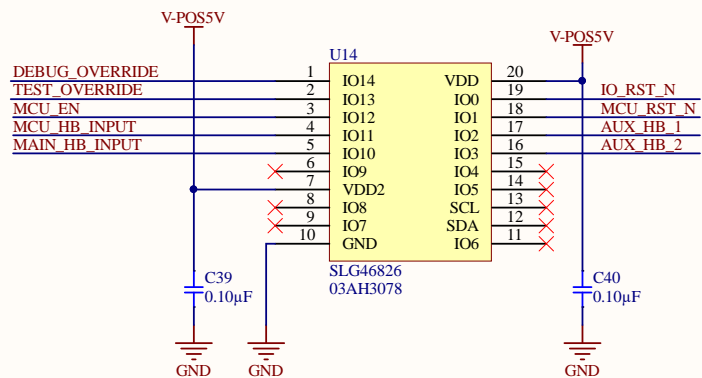 V-POS5V
V-POS5V
U14
DEBUG_OVERRIDE 1 IO14 VDD 20
TEST_OVERRIDE 2 IO13 IO0 19 IO_RST_N
MCU_EN 3 IO12 IO1 18 MCU_RST_N
MCU_HB_INPUT 4 IO11 IO2 17 AUX_HB_1
MAIN_HB_INPUT 5 IO10 IO3 16 AUX_HB_2
6 IO9 IO4 15
7 VDD2 IO5 14
8 IO8 SCL 13
9 IO7 SDA 12
10 GND IO6 11
SLG46826
03AH3078
C39
0.10µF
C40
0.10µF
GND
GND
GND